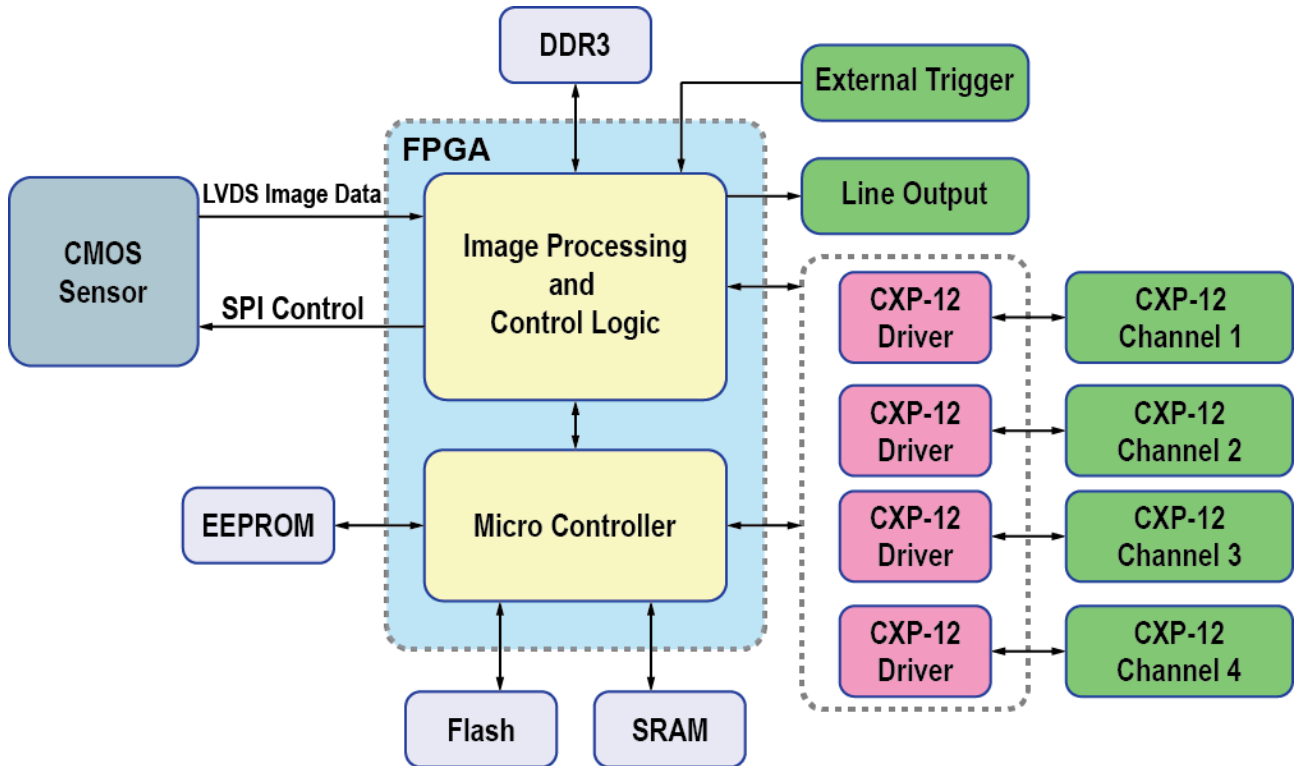 DDR3
External Trigger
FPGA
LVDS Image Data
Line Output
CMOS
Sensor
Image Processing
and
Control Logic
SPI Control
CXP-12
Driver
CXP-12
Channel 1
CXP-12
Driver
CXP-12
Channel 2
EEPROM
Micro Controller
CXP-12
Driver
CXP-12
Channel 3
CXP-12
Driver
CXP-12
Channel 4
Flash
SRAM